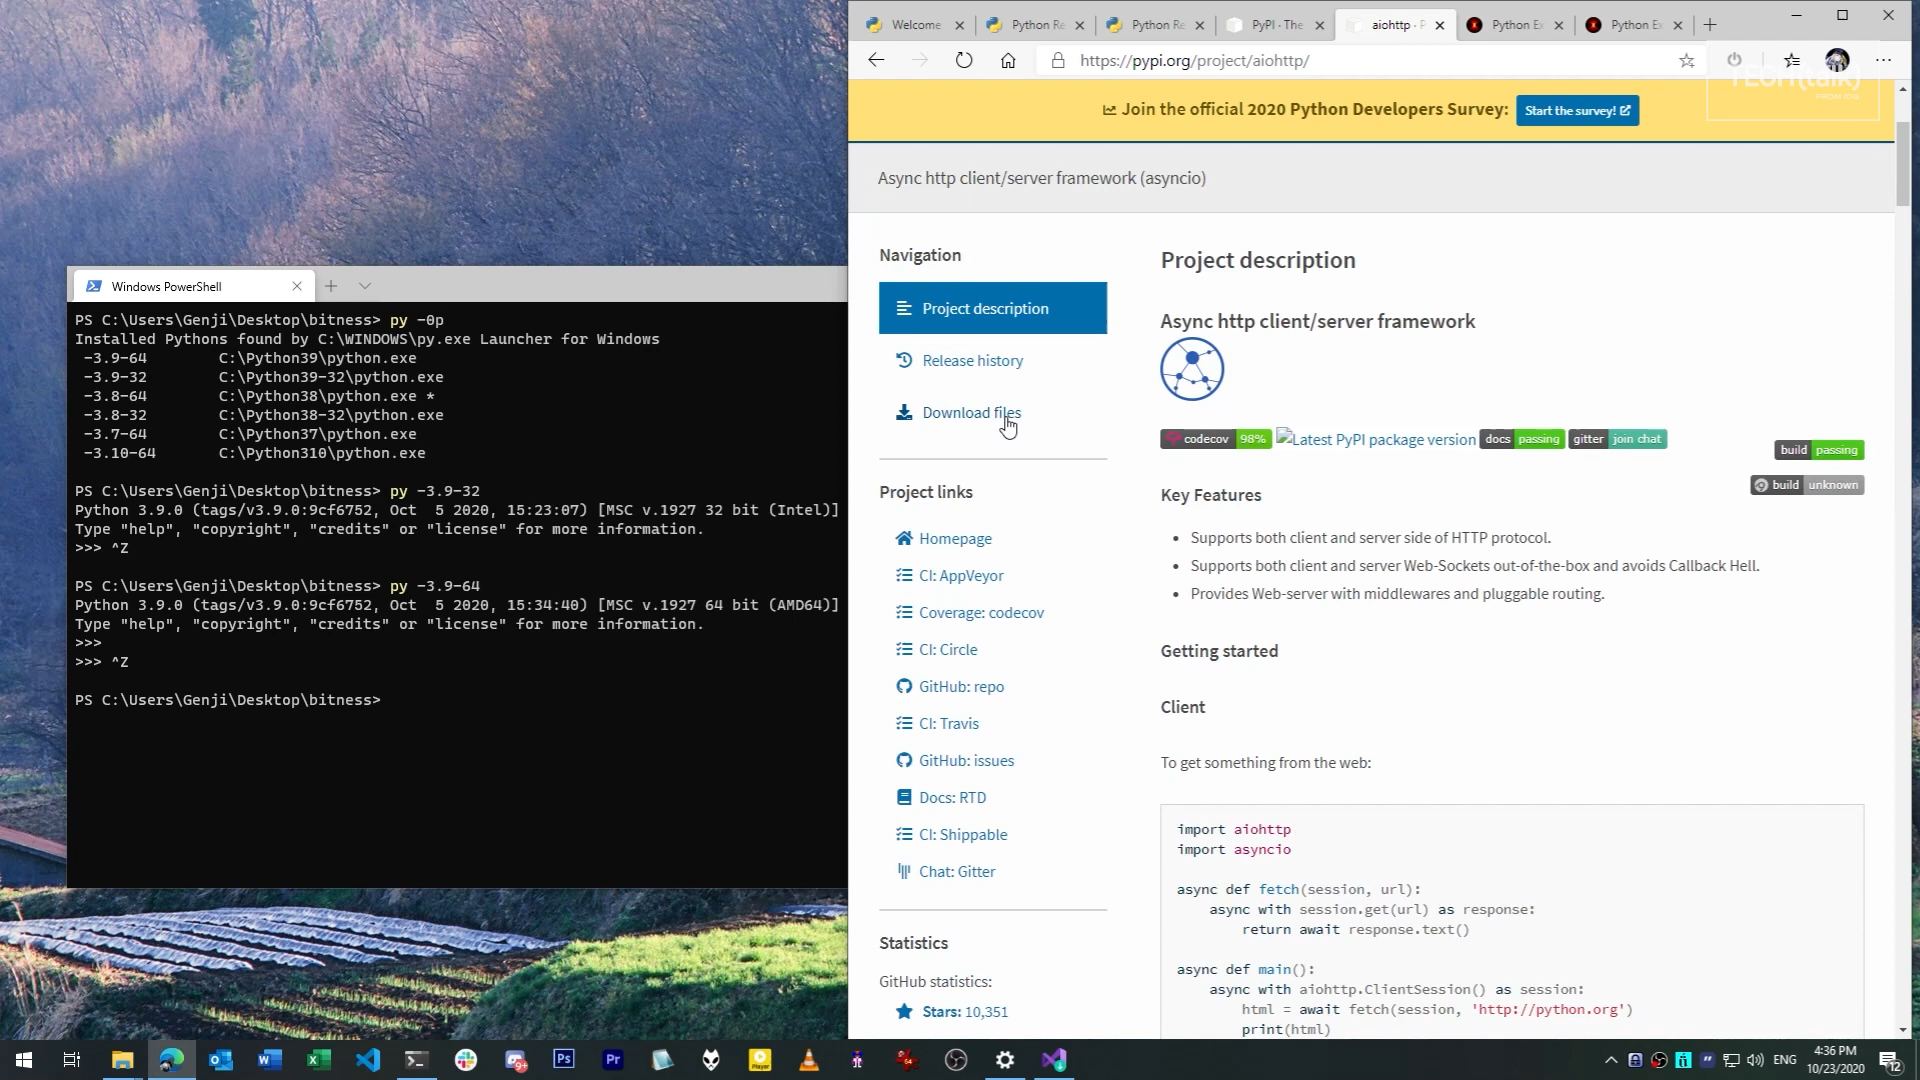 Welcome
Python Re
Python Re
PyPI · The
aiohttp · P
Python Ex
Python Ex
https://pypi.org/project/aiohttp/
TECH(talk)
Join the official 2020 Python Developers Survey:
Start the survey!
Async http client/server framework (asyncio)
Windows PowerShell
PS C:\Users\Genji\Desktop\bitness> py -0p
Installed Pythons found by C:\WINDOWS\py.exe Launcher for Windows
-3.9-64 C:\Python39\python.exe
-3.9-32 C:\Python39-32\python.exe
-3.8-64 C:\Python38\python.exe *
-3.8-32 C:\Python38-32\python.exe
-3.7-64 C:\Python37\python.exe
-3.10-64 C:\Python310\python.exe
PS C:\Users\Genji\Desktop\bitness> py -3.9-32
Python 3.9.0 (tags/v3.9.0:9cf6752, Oct 5 2020, 15:23:07) [MSC v.1927 32 bit (Intel)]
Type "help", "copyright", "credits" or "license" for more information.
>>> ^Z
PS C:\Users\Genji\Desktop\bitness> py -3.9-64
Python 3.9.0 (tags/v3.9.0:9cf6752, Oct 5 2020, 15:34:40) [MSC v.1927 64 bit (AMD64)]
Type "help", "copyright", "credits" or "license" for more information.
>>>
>>> ^Z
PS C:\Users\Genji\Desktop\bitness>
Navigation
Project description
Release history
Download files
Project links
Homepage
CI: AppVeyor
Coverage: codecov
CI: Circle
GitHub: repo
CI: Travis
GitHub: issues
Docs: RTD
CI: Shippable
Chat: Gitter
Statistics
GitHub statistics:
Stars: 10,351
Project description
Async http client/server framework
codecov 98% Latest PyPI package version docs passing gitter join chat
build passing
build unknown
Key Features
• Supports both client and server side of HTTP protocol.
• Supports both client and server Web-Sockets out-of-the-box and avoids Callback Hell.
• Provides Web-server with middlewares and pluggable routing.
Getting started
Client
To get something from the web:
import aiohttp
import asyncio
async def fetch(session, url):
async with session.get(url) as response:
return await response.text()
async def main():
async with aiohttp.ClientSession() as session:
html = await fetch(session, 'http://python.org')
print(html)
ENG
4:36 PM
10/23/2020
12